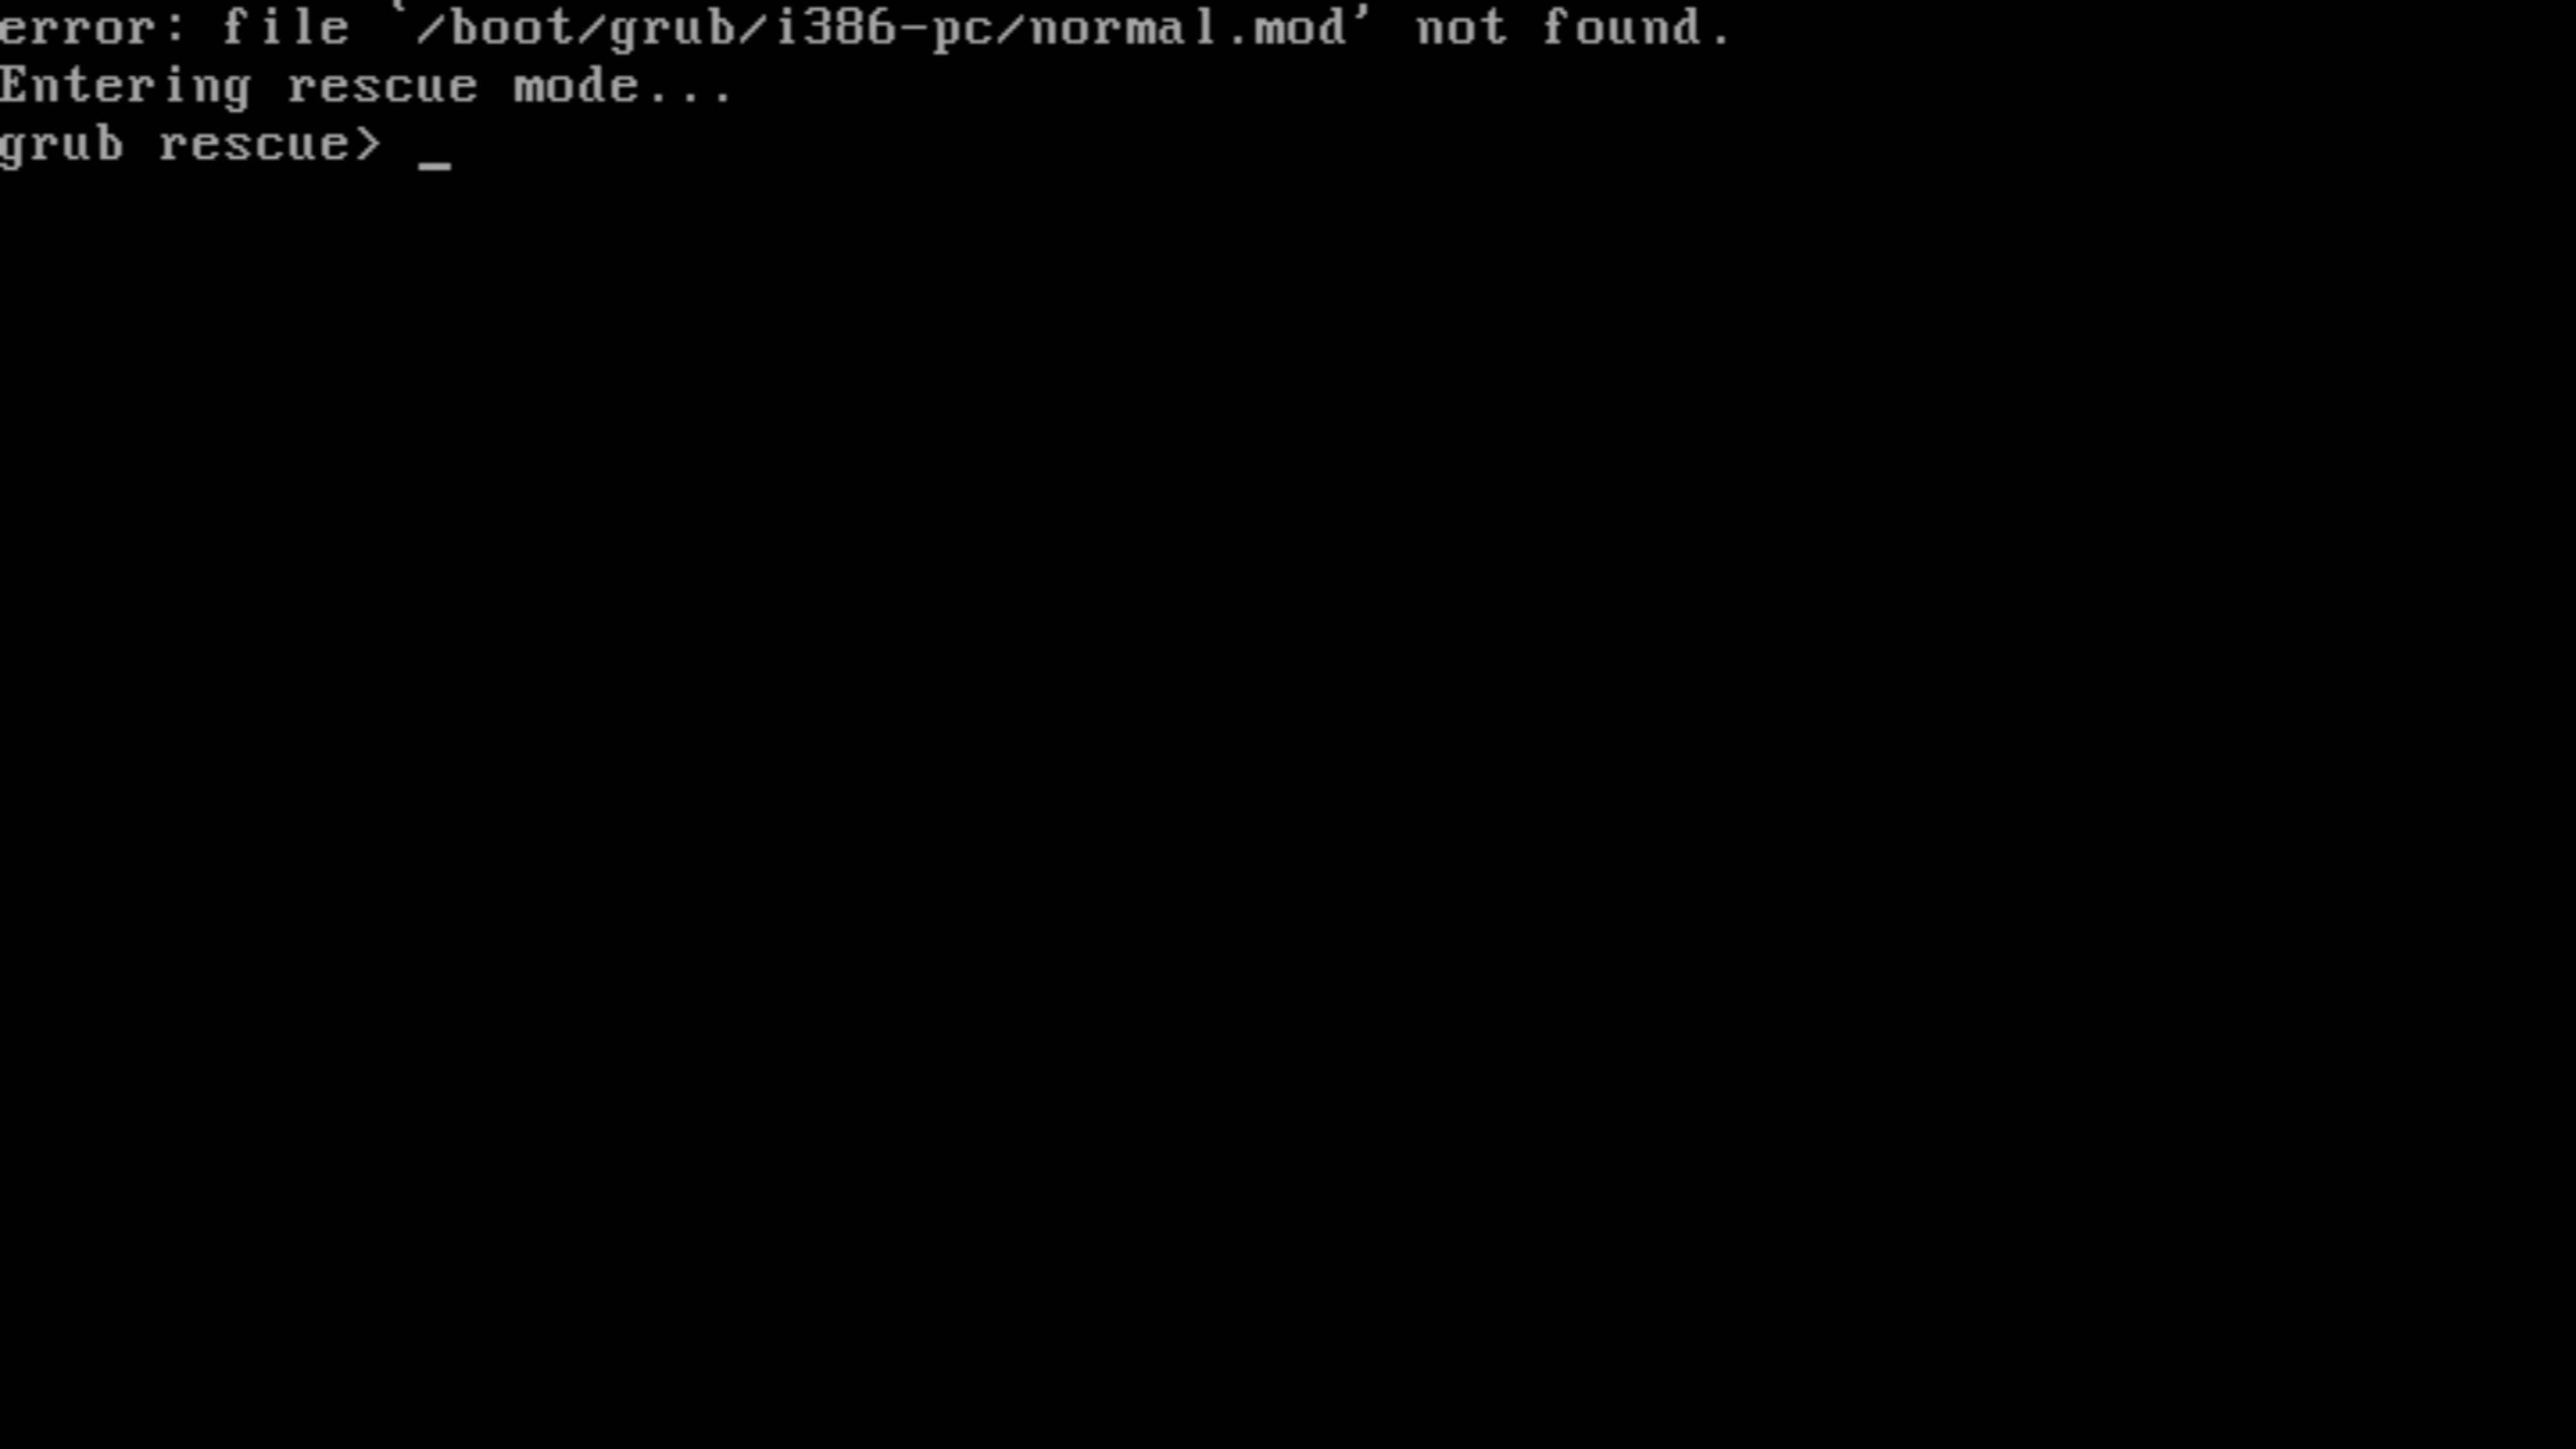 error: file `/boot/grub/i386-pc/normal.mod' not found.
Entering rescue mode...
grub rescue> _